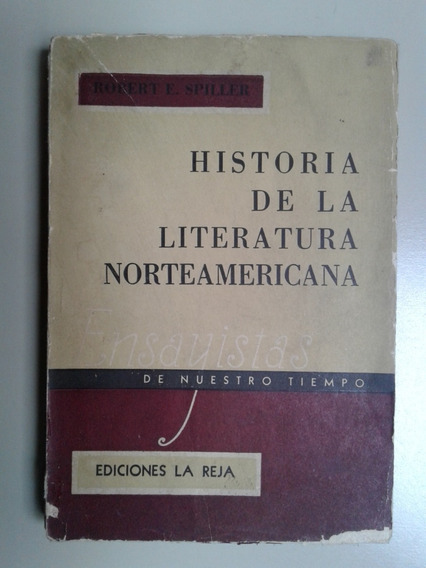 ROBERT E. SPILLER
HISTORIA
DE LA
LITERATURA
NORTEAMERICANA
Ensayistas
DE NUESTRO TIEMPO
EDICIONES LA REJA